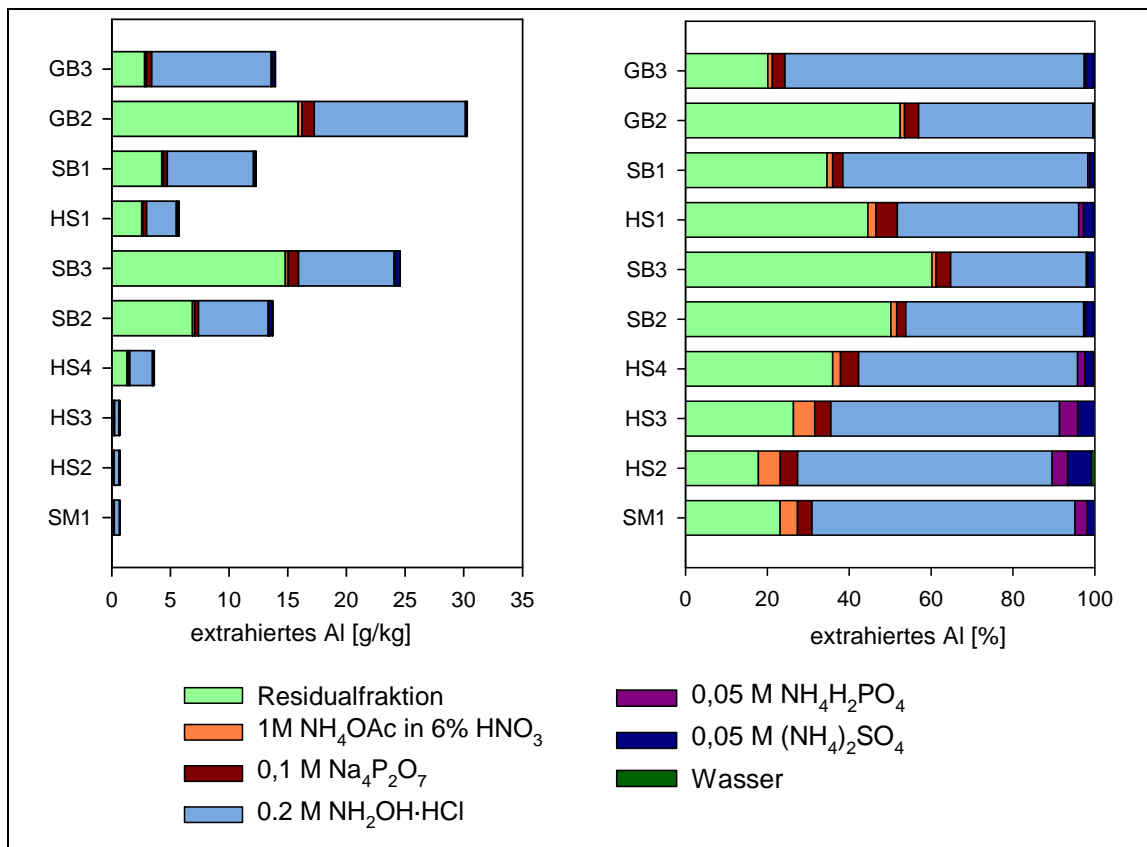 GB3
GB2
SB1
HS1
SB3
SB2
HS4
HS3
HS2
SM1
0 5 10 15 20 25 30 35
extrahiertes Al [g/kg]
GB3
GB2
SB1
HS1
SB3
SB2
HS4
HS3
HS2
SM1
0 20 40 60 80 100
extrahiertes Al [%]
Residualfraktion
1M NH₄OAc in 6% HNO₃
0,1 M Na₄P₂O₇
0.2 M NH₂OH·HCl
0,05 M NH₄H₂PO₄
0,05 M (NH₄)₂SO₄
Wasser